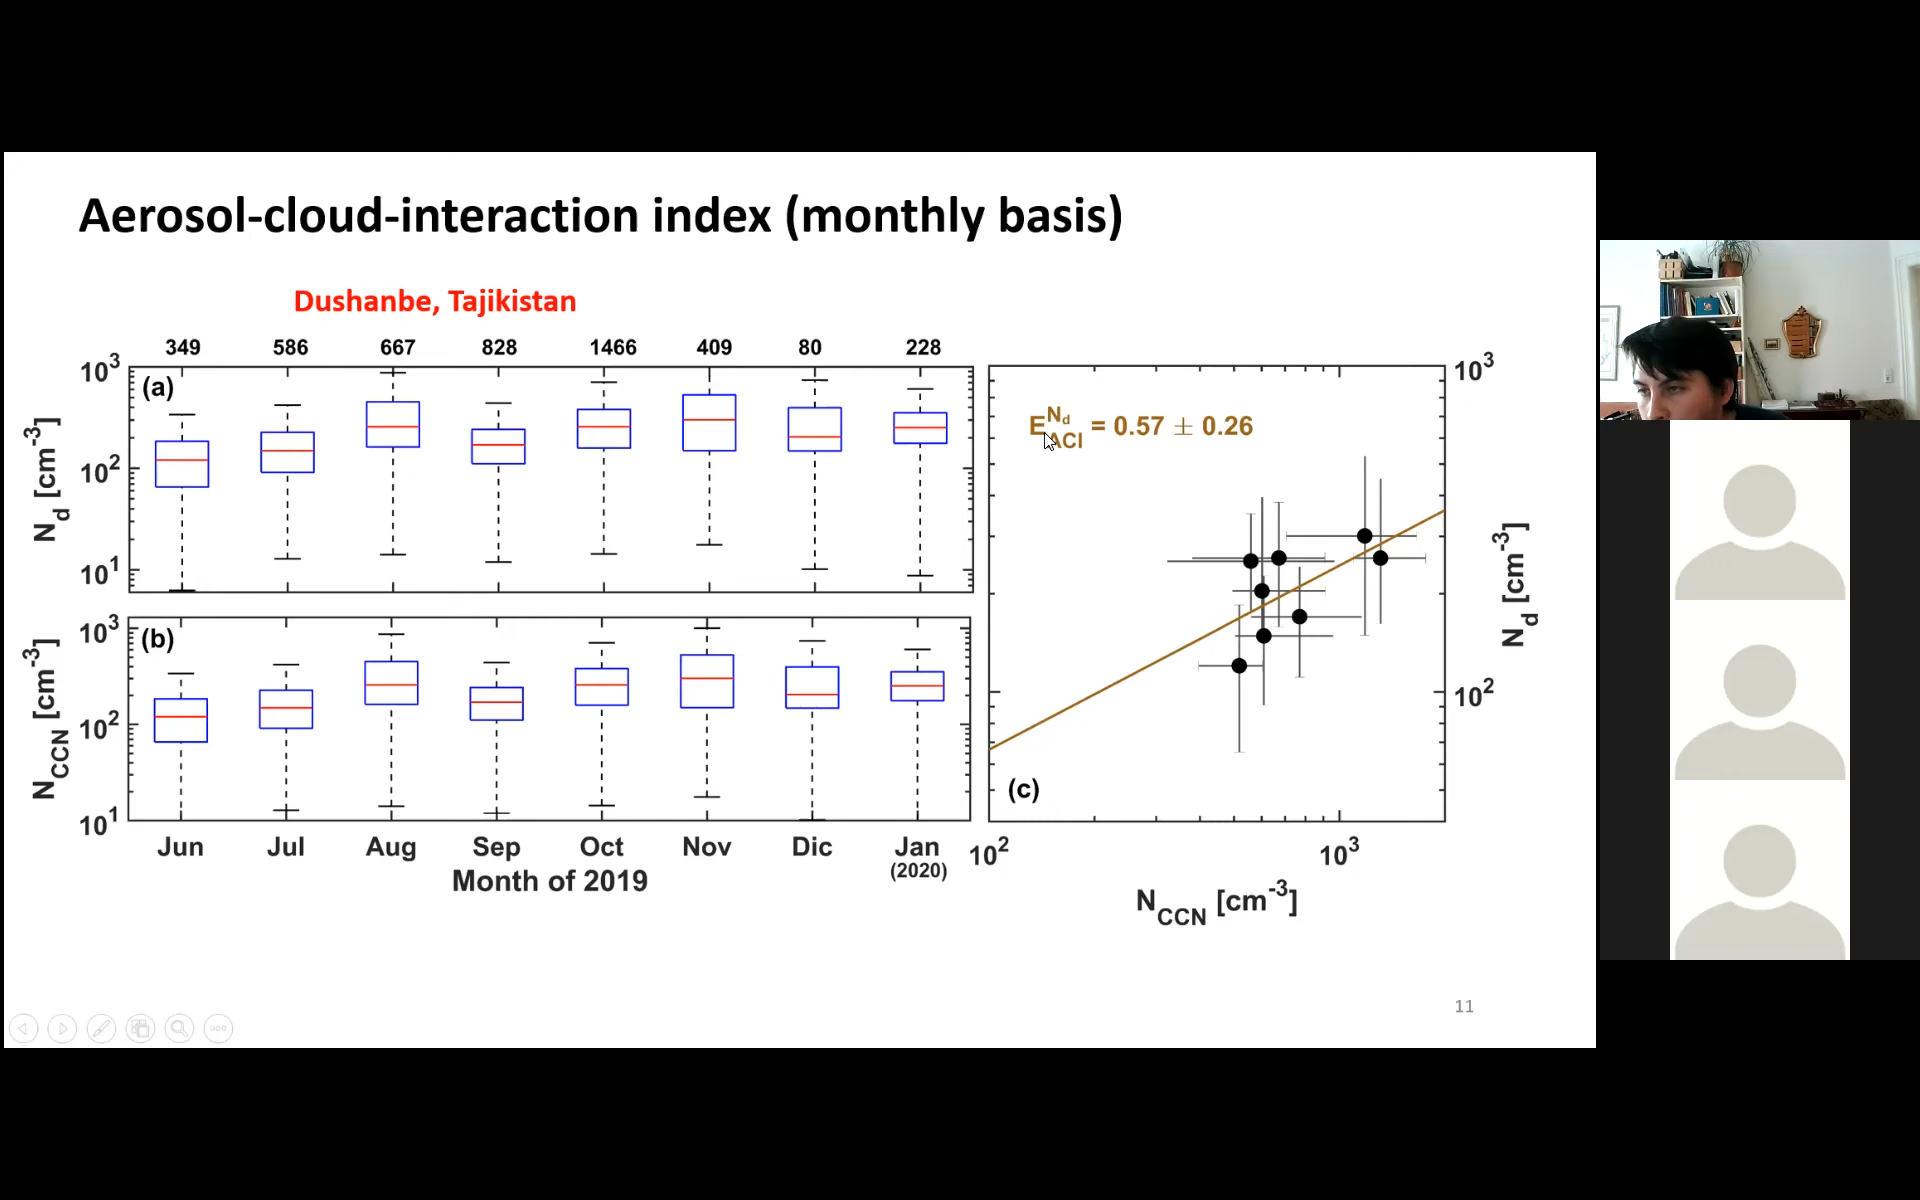 Aerosol-cloud-interaction index (monthly basis)
Dushanbe, Tajikistan
349 586 667 828 1466 409 80 228
(a)
10³
10²
10¹
N_d [cm⁻³]
(b)
10³
10²
10¹
N_CCN [cm⁻³]
Jun Jul Aug Sep Oct Nov Dic Jan
(2020)
Month of 2019
E_ACI^N_d = 0.57 ± 0.26
(c)
10³
10²
N_d [cm⁻³]
10² 10³
N_CCN [cm⁻³]
11